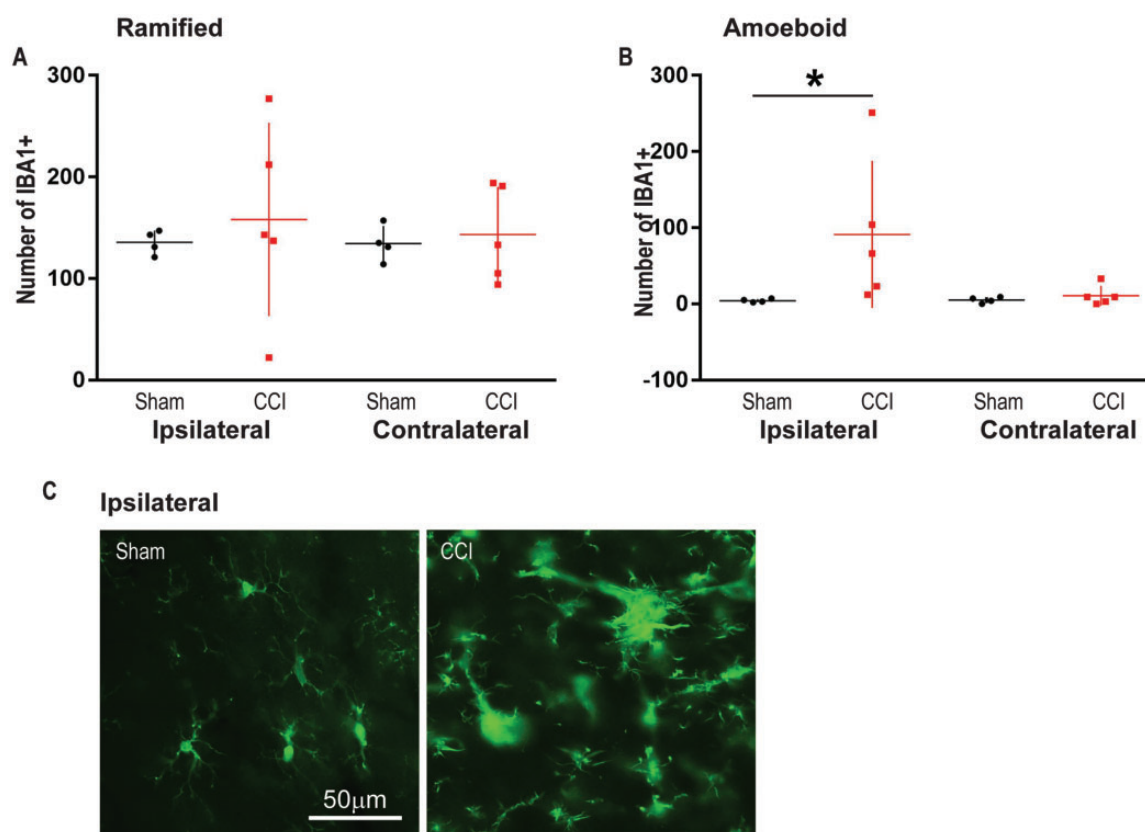 Ramified
A
Number of IBA1+
300
200
100
0
Sham CCI Sham CCI
Ipsilateral Contralateral
Amoeboid
B
Number of IBA1+
*
300
200
100
0
-100
Sham CCI Sham CCI
Ipsilateral Contralateral
C
Ipsilateral
Sham
CCI
50μm